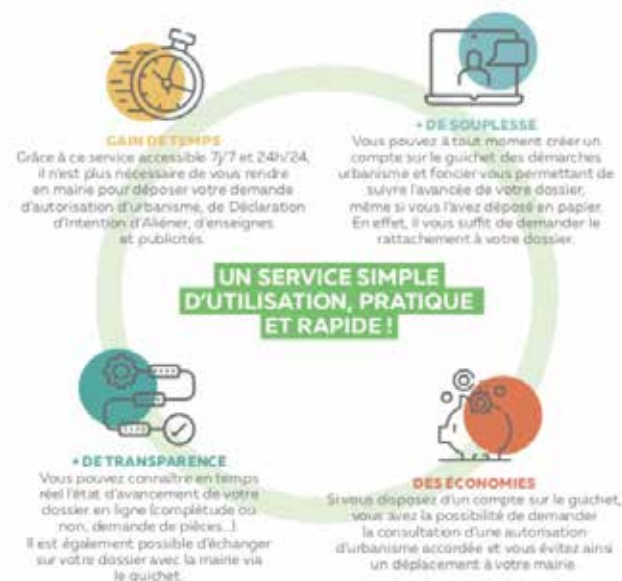 GAIN DE TEMPS
Grâce à ce service accessible 7j/7 et 24h/24,
il n'est plus nécessaire de vous rendre
en mairie pour déposer votre demande
d'autorisation d'urbanisme, de Déclaration
d'Intention d'Aliéner, d'enseignes
et publicités.
+ DE SOUPLESSE
Vous pouvez à tout moment créer un
compte sur le guichet des démarches
urbanisme et foncier vous permettant de
suivre l'avancée de votre dossier,
même si vous l'avez déposé en papier.
En effet, il vous suffit de demander le
rattachement à votre dossier.
UN SERVICE SIMPLE
D'UTILISATION, PRATIQUE
ET RAPIDE !
+ DE TRANSPARENCE
Vous pouvez connaître en temps
réel l'état d'avancement de votre
dossier en ligne (complétude ou
non, demande de pièces...).
Il est également possible d'échanger
sur votre dossier avec la mairie via
le guichet.
DES ÉCONOMIES
Si vous disposez d'un compte sur le guichet,
vous avez la possibilité de demander
la consultation d'une autorisation
d'urbanisme accordée et vous évitez ainsi
un déplacement à votre mairie.